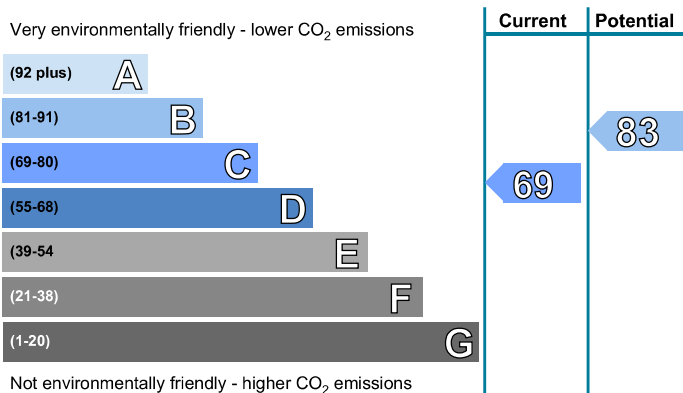 Current Potential
Very environmentally friendly - lower CO2 emissions
(92 plus) A
(81-91) B
83
(69-80) C
69
(55-68) D
(39-54 E
(21-38) F
(1-20) G
Not environmentally friendly - higher CO2 emissions